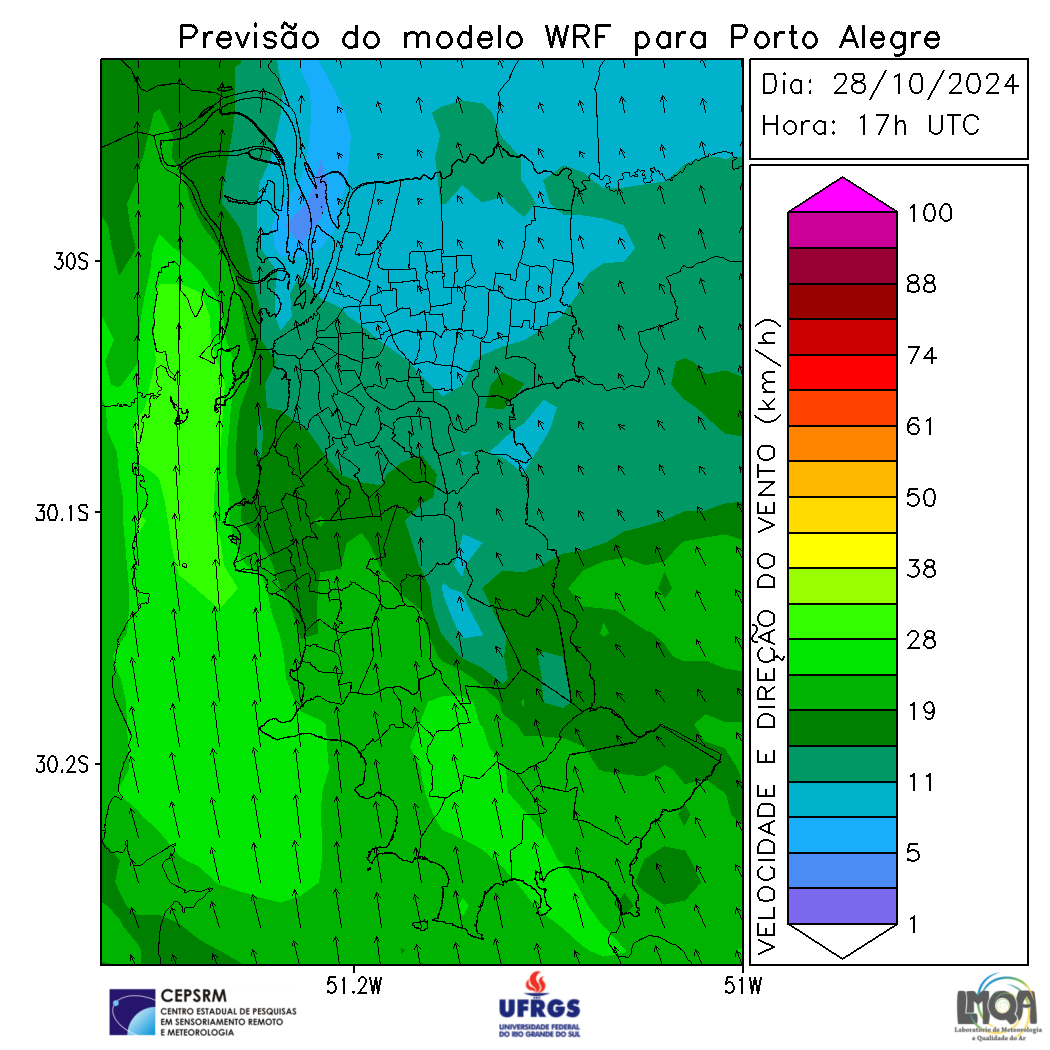 Previsão do modelo WRF para Porto Alegre
Dia: 28/10/2024
Hora: 17h UTC
30S
30.1S
30.2S
51.2W
51W
VELOCIDADE E DIREÇÃO DO VENTO (km/h)
100
88
74
61
50
38
28
19
11
5
1
CEPSRM
CENTRO ESTADUAL DE PESQUISAS
EM SENSORIAMENTO REMOTO
E METEOROLOGIA
UFRGS
UNIVERSIDADE FEDERAL
DO RIO GRANDE DO SUL
LMQA
Laboratório de Meteorologia
e Qualidade do Ar